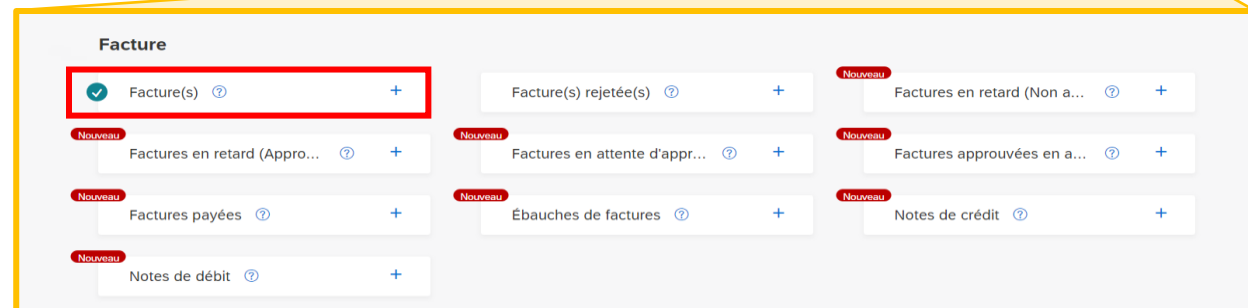 Facture
Facture(s) ? +
Facture(s) rejetée(s) ? +
Nouveau
Factures en retard (Non a... ? +
Nouveau
Factures en retard (Appro... ? +
Nouveau
Factures en attente d'appr... ? +
Nouveau
Factures approuvées en a... ? +
Nouveau
Factures payées ? +
Nouveau
Ébauches de factures ? +
Nouveau
Notes de crédit ? +
Nouveau
Notes de débit ? +